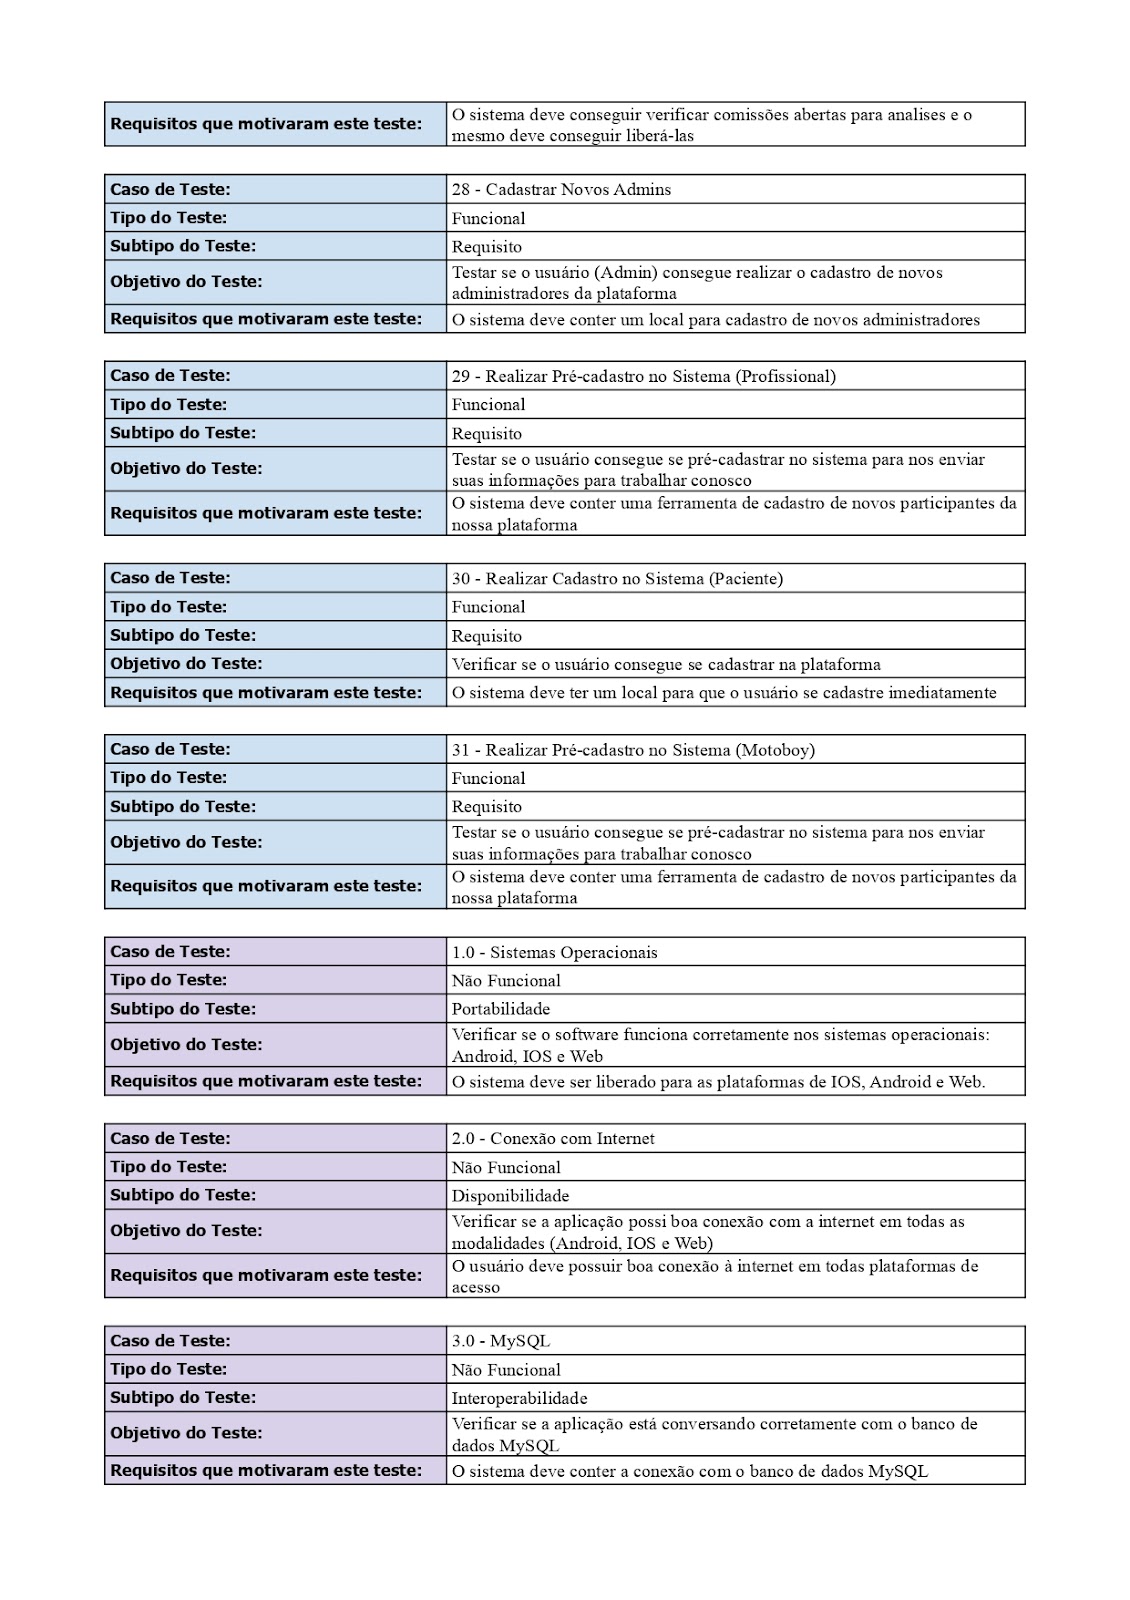 Requisitos que motivaram este teste: O sistema deve conseguir verificar comissões abertas para analises e o
mesmo deve conseguir liberá-las
Caso de Teste: 28 - Cadastrar Novos Admins
Tipo do Teste: Funcional
Subtipo do Teste: Requisito
Objetivo do Teste: Testar se o usuário (Admin) consegue realizar o cadastro de novos
administradores da plataforma
Requisitos que motivaram este teste: O sistema deve conter um local para cadastro de novos administradores
Caso de Teste: 29 - Realizar Pré-cadastro no Sistema (Profissional)
Tipo do Teste: Funcional
Subtipo do Teste: Requisito
Objetivo do Teste: Testar se o usuário consegue se pré-cadastrar no sistema para nos enviar
suas informações para trabalhar conosco
Requisitos que motivaram este teste: O sistema deve conter uma ferramenta de cadastro de novos participantes da
nossa plataforma
Caso de Teste: 30 - Realizar Cadastro no Sistema (Paciente)
Tipo do Teste: Funcional
Subtipo do Teste: Requisito
Objetivo do Teste: Verificar se o usuário consegue se cadastrar na plataforma
Requisitos que motivaram este teste: O sistema deve ter um local para que o usuário se cadastre imediatamente
Caso de Teste: 31 - Realizar Pré-cadastro no Sistema (Motoboy)
Tipo do Teste: Funcional
Subtipo do Teste: Requisito
Objetivo do Teste: Testar se o usuário consegue se pré-cadastrar no sistema para nos enviar
suas informações para trabalhar conosco
Requisitos que motivaram este teste: O sistema deve conter uma ferramenta de cadastro de novos participantes da
nossa plataforma
Caso de Teste: 1.0 - Sistemas Operacionais
Tipo do Teste: Não Funcional
Subtipo do Teste: Portabilidade
Objetivo do Teste: Verificar se o software funciona corretamente nos sistemas operacionais:
Android, IOS e Web
Requisitos que motivaram este teste: O sistema deve ser liberado para as plataformas de IOS, Android e Web.
Caso de Teste: 2.0 - Conexão com Internet
Tipo do Teste: Não Funcional
Subtipo do Teste: Disponibilidade
Objetivo do Teste: Verificar se a aplicação possi boa conexão com a internet em todas as
modalidades (Android, IOS e Web)
Requisitos que motivaram este teste: O usuário deve possuir boa conexão à internet em todas plataformas de
acesso
Caso de Teste: 3.0 - MySQL
Tipo do Teste: Não Funcional
Subtipo do Teste: Interoperabilidade
Objetivo do Teste: Verificar se a aplicação está conversando corretamente com o banco de
dados MySQL
Requisitos que motivaram este teste: O sistema deve conter a conexão com o banco de dados MySQL